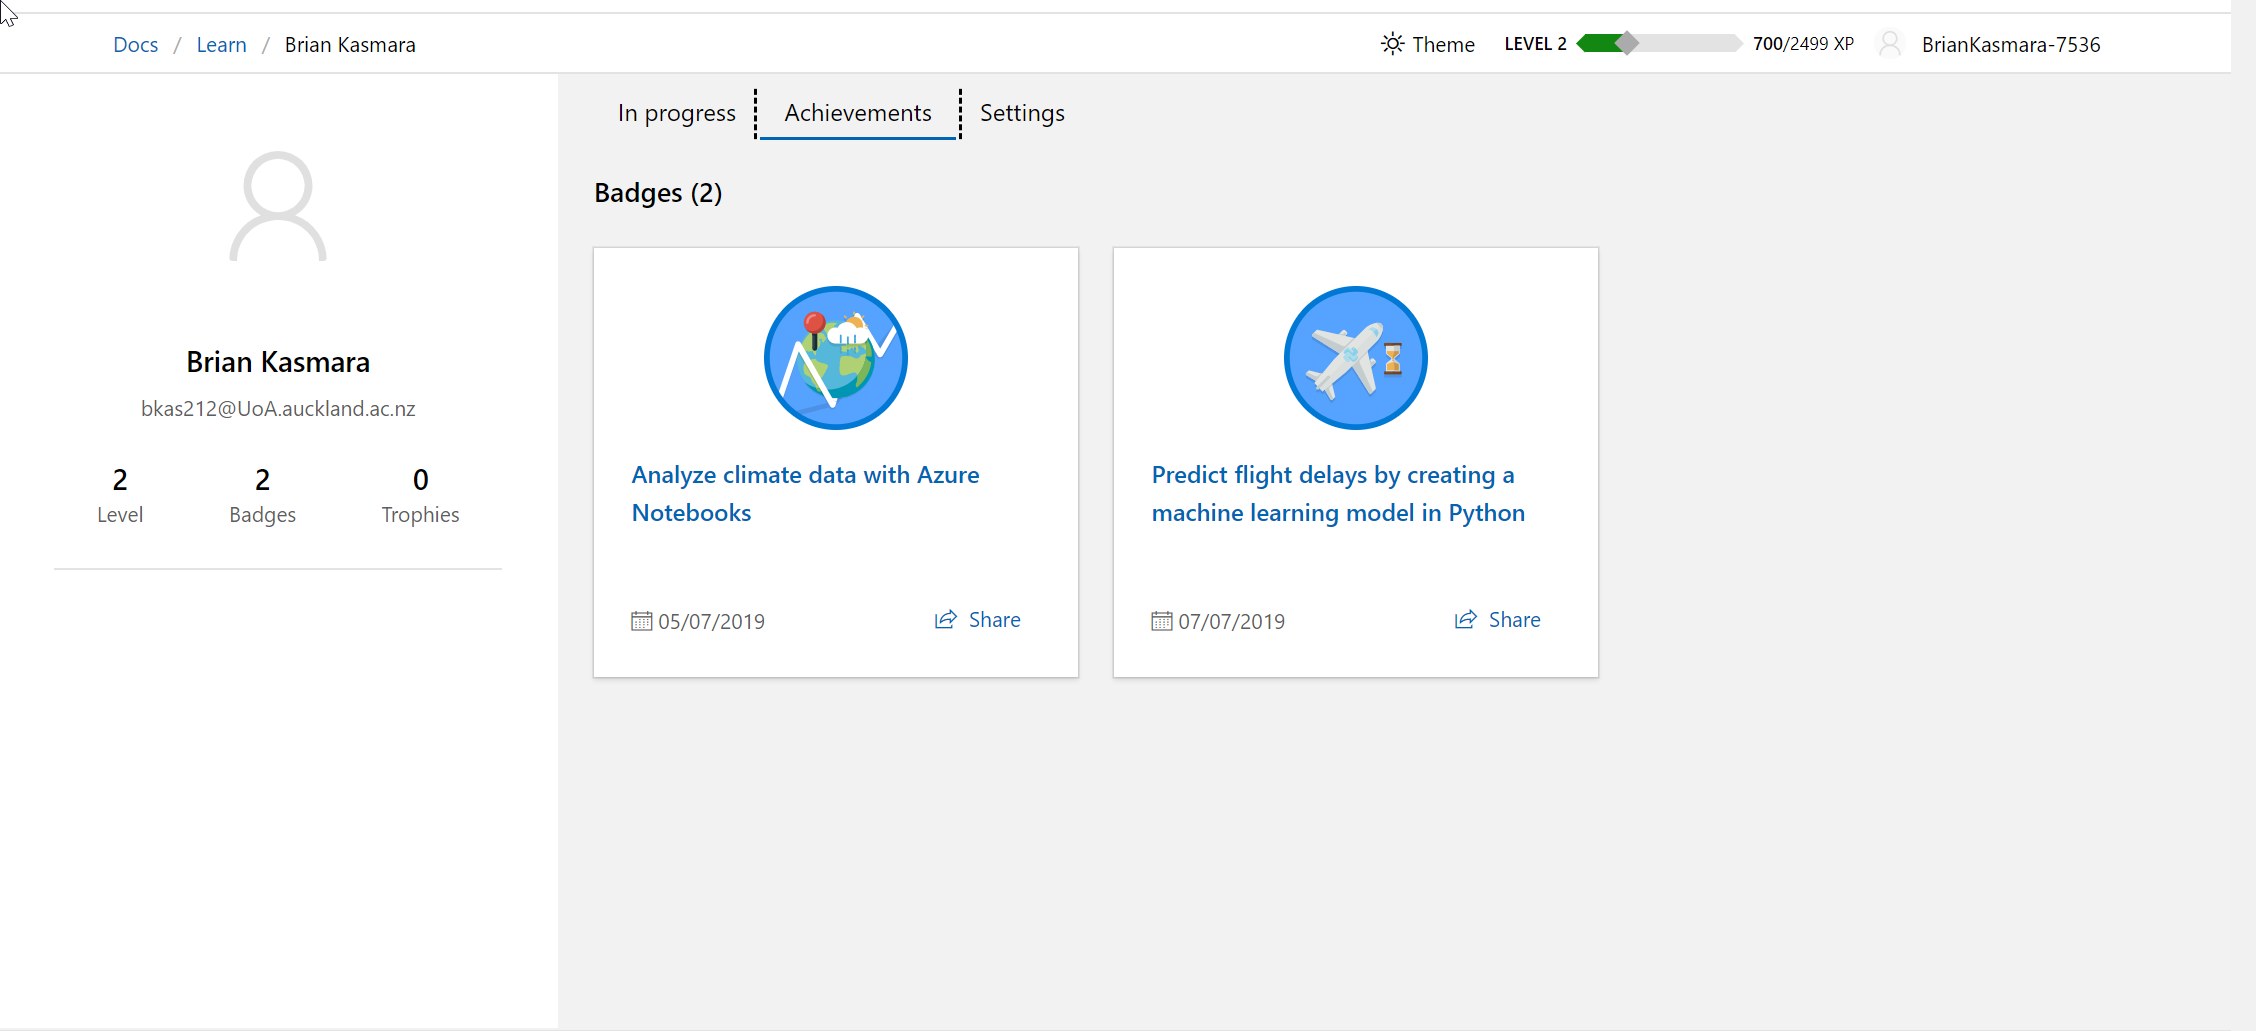 Docs / Learn / Brian Kasmara
Theme LEVEL 2 700/2499 XP BrianKasmara-7536
In progress Achievements Settings
Brian Kasmara
bkas212@UoA.auckland.ac.nz
2 2 0
Level Badges Trophies
Badges (2)
Analyze climate data with Azure
Notebooks
05/07/2019 Share
Predict flight delays by creating a
machine learning model in Python
07/07/2019 Share